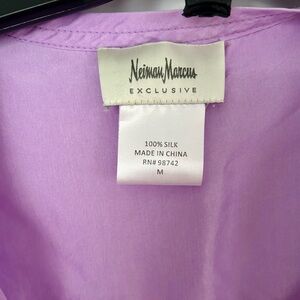 Neiman Marcus
EXCLUSIVE
100% SILK
MADE IN CHINA
RN# 98742
M